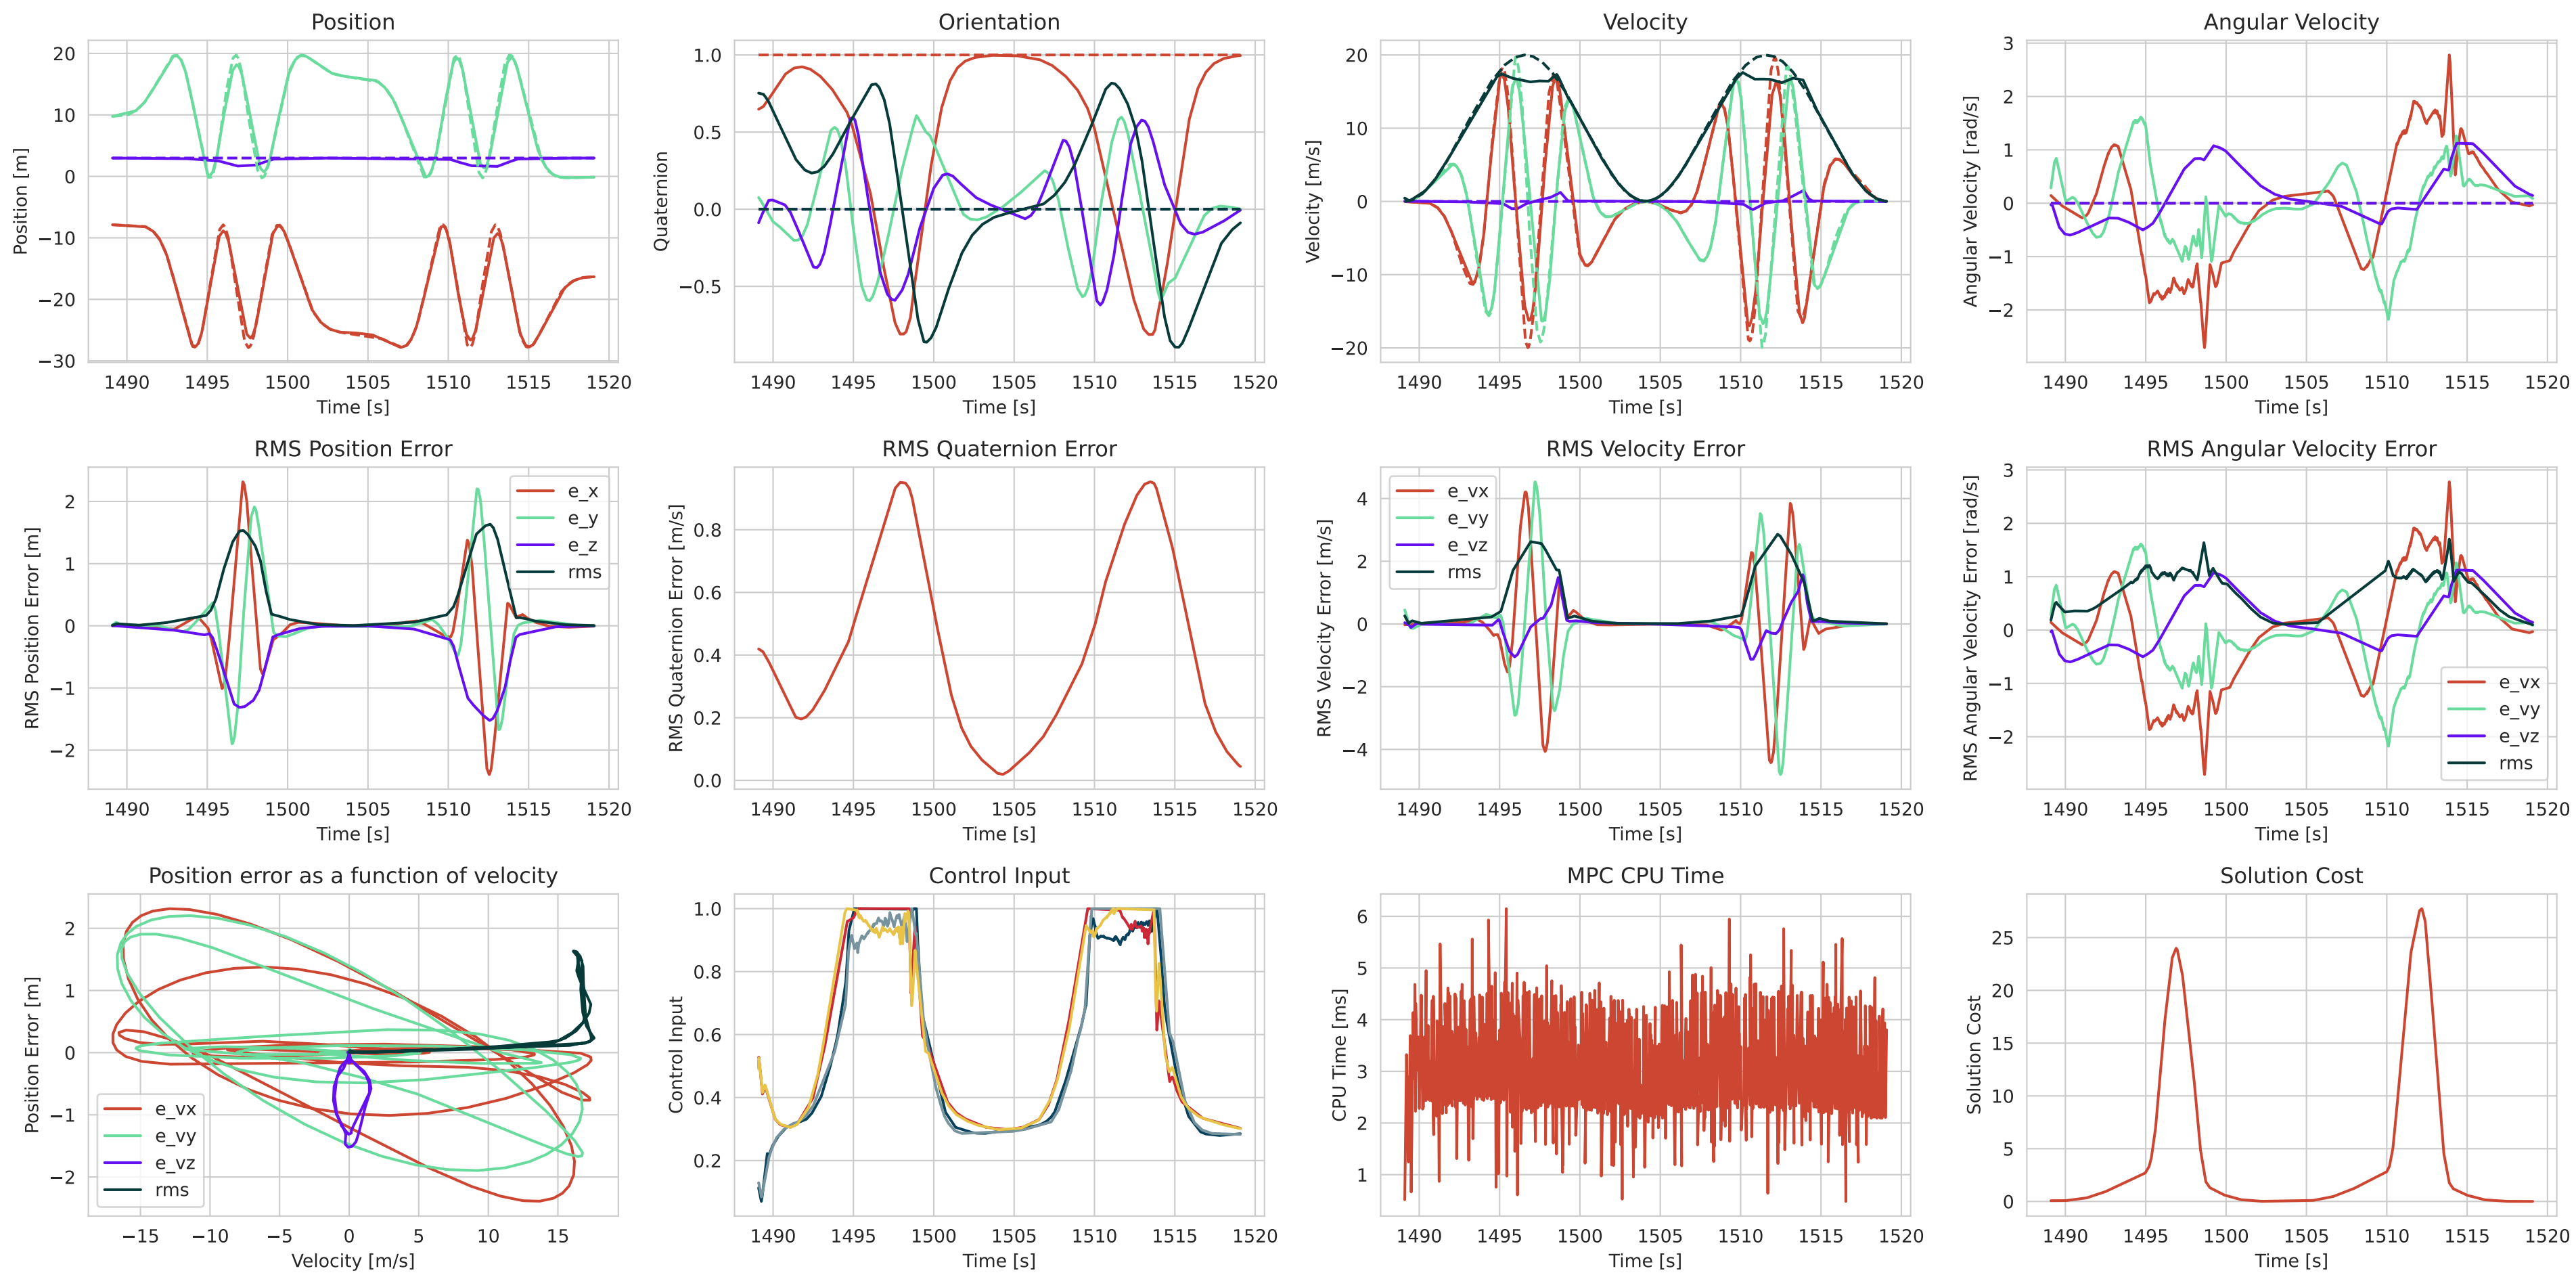 Position
20
10
0
−10
−20
−30
Position [m]
1490 1495 1500 1505 1510 1515 1520
Time [s]
Orientation
1.0
0.5
0.0
−0.5
Quaternion
1490 1495 1500 1505 1510 1515 1520
Time [s]
Velocity
20
10
0
−10
−20
Velocity [m/s]
1490 1495 1500 1505 1510 1515 1520
Time [s]
Angular Velocity
3
2
1
0
−1
−2
Angular Velocity [rad/s]
1490 1495 1500 1505 1510 1515 1520
Time [s]
RMS Position Error
2
1
0
−1
−2
RMS Position Error [m]
e_x
e_y
e_z
rms
1490 1495 1500 1505 1510 1515 1520
Time [s]
RMS Quaternion Error
0.8
0.6
0.4
0.2
0.0
RMS Quaternion Error [m/s]
1490 1495 1500 1505 1510 1515 1520
Time [s]
RMS Velocity Error
4
2
0
−2
−4
RMS Velocity Error [m/s]
e_vx
e_vy
e_vz
rms
1490 1495 1500 1505 1510 1515 1520
Time [s]
RMS Angular Velocity Error
3
2
1
0
−1
−2
RMS Angular Velocity Error [rad/s]
e_vx
e_vy
e_vz
rms
1490 1495 1500 1505 1510 1515 1520
Time [s]
Position error as a function of velocity
2
1
0
−1
−2
Position Error [m]
e_vx
e_vy
e_vz
rms
−15 −10 −5 0 5 10 15
Velocity [m/s]
Control Input
1.0
0.8
0.6
0.4
0.2
Control Input
1490 1495 1500 1505 1510 1515 1520
Time [s]
MPC CPU Time
6
5
4
3
2
1
CPU Time [ms]
1490 1495 1500 1505 1510 1515 1520
Time [s]
Solution Cost
25
20
15
10
5
0
Solution Cost
1490 1495 1500 1505 1510 1515 1520
Time [s]